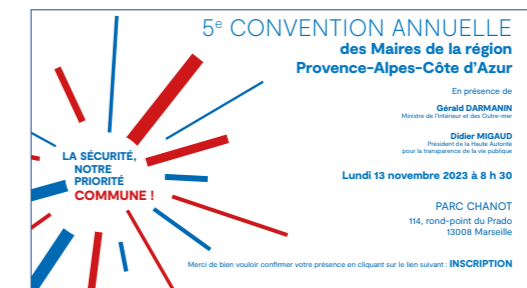 5e CONVENTION ANNUELLE
des Maires de la région
Provence-Alpes-Côte d'Azur
En présence de
Gérald DARMANIN
Ministre de l'Intérieur et des Outre-mer
Didier MIGAUD
Président de la Haute Autorité
pour la transparence de la vie publique
LA SÉCURITÉ,
NOTRE
PRIORITÉ
COMMUNE !
Lundi 13 novembre 2023 à 8 h 30
PARC CHANOT
114, rond-point du Prado
13008 Marseille
Merci de bien vouloir confirmer votre présence en cliquant sur le lien suivant : INSCRIPTION